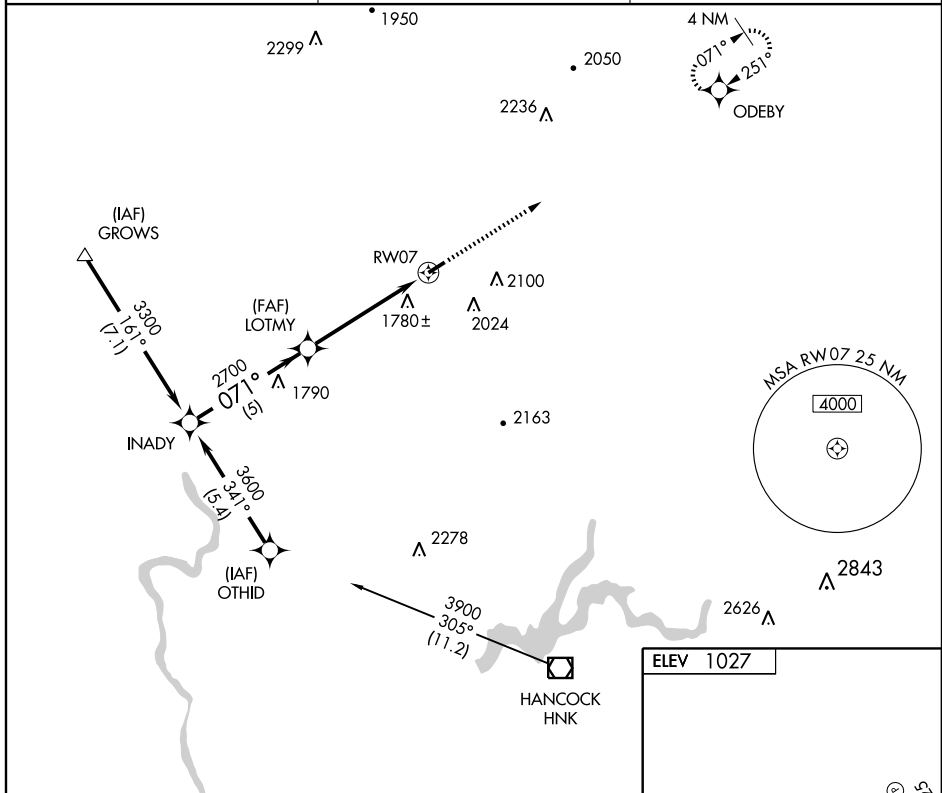 1950
2299
2050
4 NM
071°
251°
ODEBY
2236
(IAF)
GROWS
RW07
2100
1780±
2024
(FAF)
LOTMY
3300
161°
(7.1)
2700
071°
(5)
1790
INADY
2163
MSA RW07 25 NM
4000
3600
341°
(5.4)
(IAF)
OTHID
2278
2843
2626
3900
305°
(11.2)
HANCOCK
HNK
ELEV 1027
P